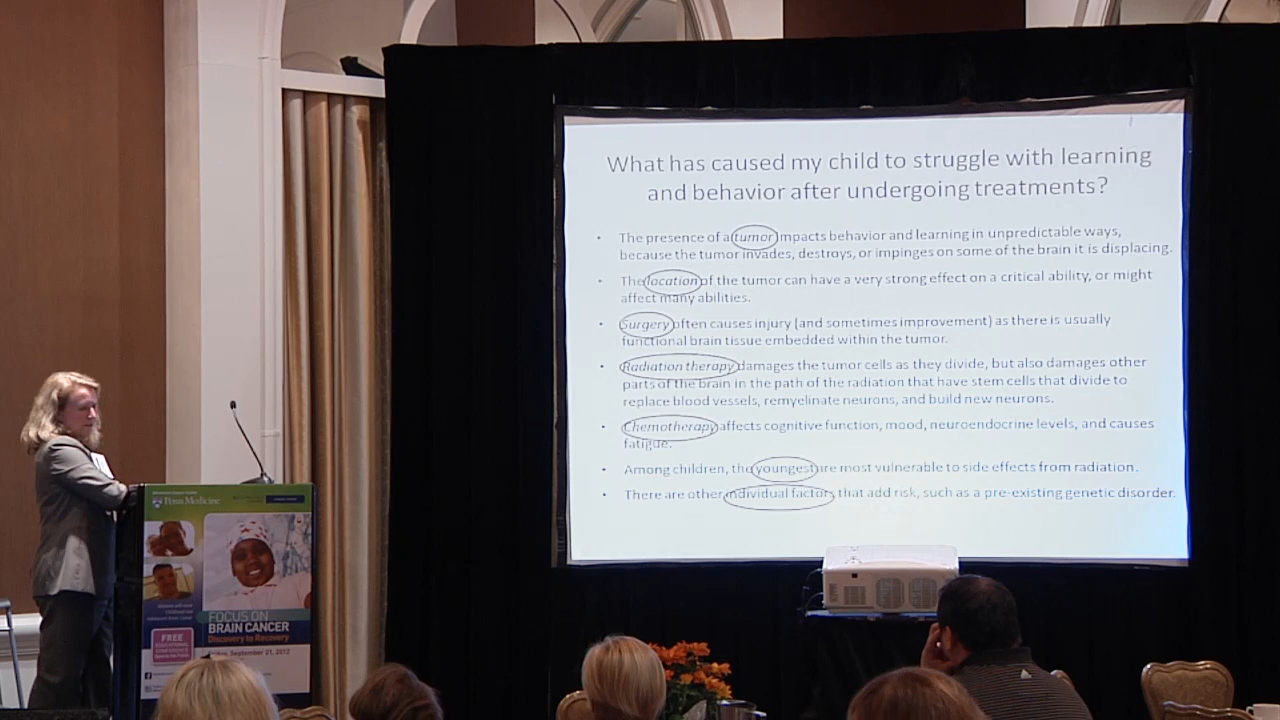 What has caused my child to struggle with learning
and behavior after undergoing treatments?
• The presence of a tumor impacts behavior and learning in unpredictable ways,
because the tumor invades, destroys, or impinges on some of the brain it is displacing.
• The location of the tumor can have a very strong effect on a critical ability, or might
affect many abilities.
• Surgery often causes injury (and sometimes improvement) as there is usually
functional brain tissue embedded within the tumor.
• Radiation therapy damages the tumor cells as they divide, but also damages other
parts of the brain in the path of the radiation that have stem cells that divide to
replace blood vessels, remyelinate neurons, and build new neurons.
• Chemotherapy affects cognitive function, mood, neuroendocrine levels, and causes
fatigue.
• Among children, the youngest are most vulnerable to side effects from radiation.
• There are other individual factors that add risk, such as a pre-existing genetic disorder.
Penn Medicine
FOCUS ON
BRAIN CANCER
Discovery to Recovery
FREE
EDUCATIONAL
CONFERENCE
Friday, September 21, 2012